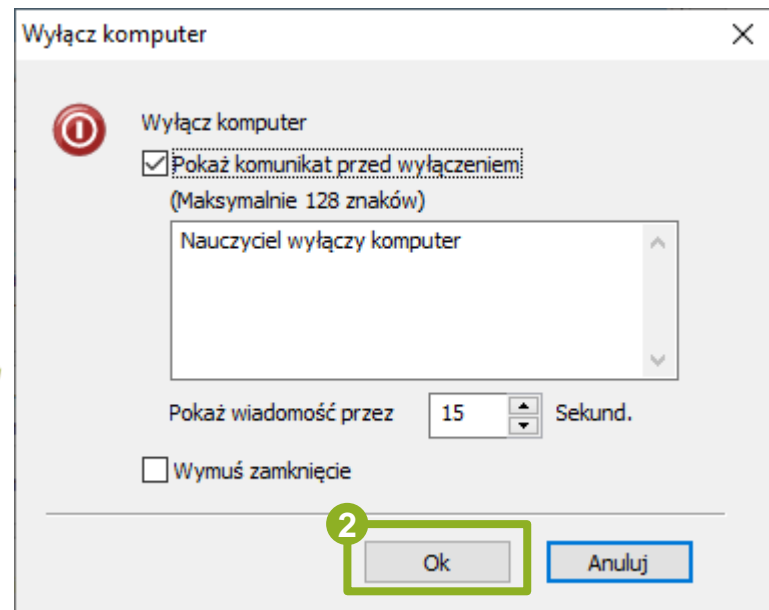 Wyłącz komputer
Wyłącz komputer
Pokaż komunikat przed wyłączeniem
(Maksymalnie 128 znaków)
Nauczyciel wyłączy komputer
Pokaż wiadomość przez 15 Sekund.
Wymuś zamknięcie
2
Ok Anuluj